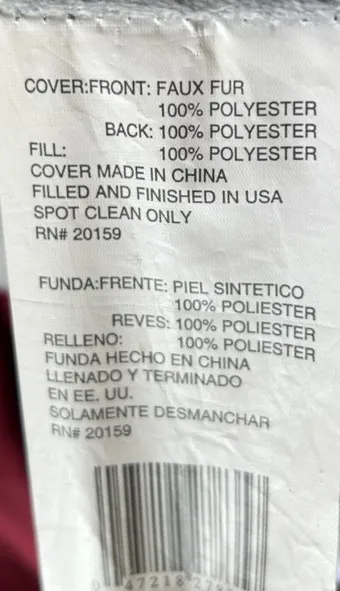 COVER:FRONT: FAUX FUR
100% POLYESTER
BACK: 100% POLYESTER
FILL: 100% POLYESTER
COVER MADE IN CHINA
FILLED AND FINISHED IN USA
SPOT CLEAN ONLY
RN# 20159
FUNDA:FRENTE: PIEL SINTETICO
100% POLIESTER
REVES: 100% POLIESTER
RELLENO: 100% POLIESTER
FUNDA HECHO EN CHINA
LLENADO Y TERMINADO
EN EE. UU.
SOLAMENTE DESMANCHAR
RN# 20159